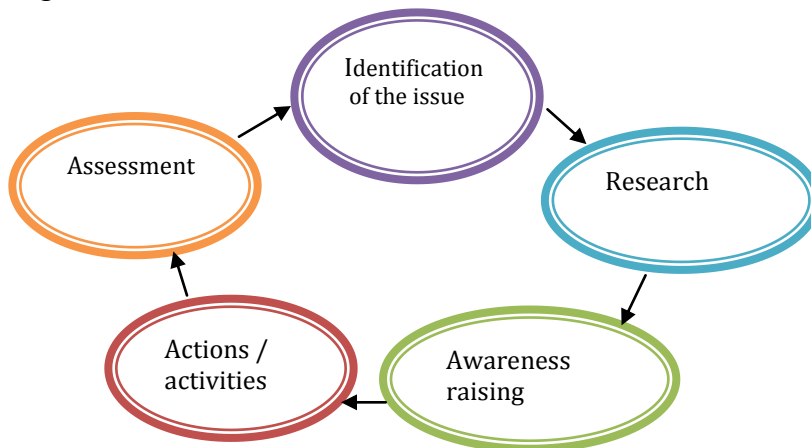 Identification
of the issue
Research
Awareness
raising
Actions /
activities
Assessment